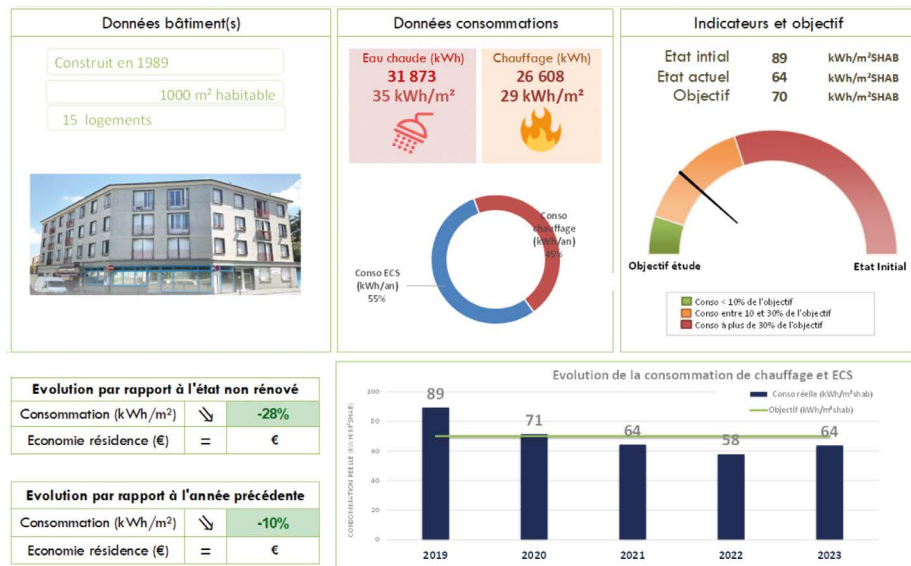 Données bâtiment(s)
Construit en 1989
1000 m² habitable
15 logements
Données consommations
Eau chaude (kWh)
31 873
35 kWh/m²
Chauffage (kWh)
26 608
29 kWh/m²
Conso
chauffage
(kWh/an)
45%
Conso ECS
(kWh/an)
55%
Indicateurs et objectif
Etat intial 89 kWh/m²SHAB
Etat actuel 64 kWh/m²SHAB
Objectif 70 kWh/m²SHAB
Objectif étude
Etat Initial
Conso < 10% de l'objectif
Conso entre 10 et 30% de l'objectif
Conso à plus de 30% de l'objectif
Evolution par rapport à l'état non rénové
Consommation (kWh/m²) -28%
Economie résidence (€) = €
Evolution par rapport à l'année précédente
Consommation (kWh/m²) -10%
Economie résidence (€) = €
Evolution de la consommation de chauffage et ECS
Conso réelle (kWh/m²shab)
Objectif (kWh/m²shab)
CONSOMMATION RÉELLE (KWH/M²SHAB)
100
80
60
40
20
0
89
71
64
58
64
2019
2020
2021
2022
2023